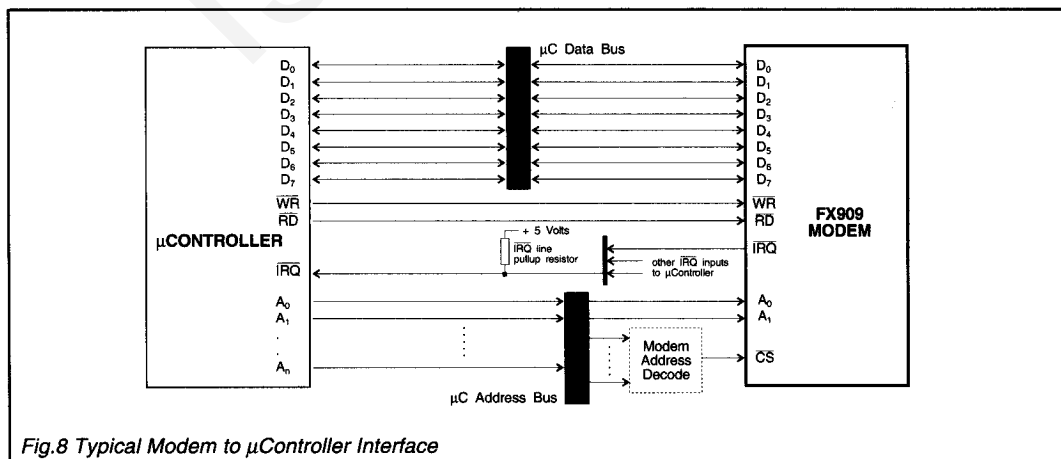 µC Data Bus
D0 D0
D1 D1
D2 D2
D3 D3
D4 D4
D5 D5
D6 D6
D7 D7
WR WR
RD RD
µCONTROLLER
FX909
MODEM
+ 5 Volts
IRQ line
pullup resistor
IRQ
IRQ
other IRQ inputs
to µController
A0 A0
A1 A1
An
Modem
Address
Decode
CS
µC Address Bus
Fig.8 Typical Modem to µController Interface